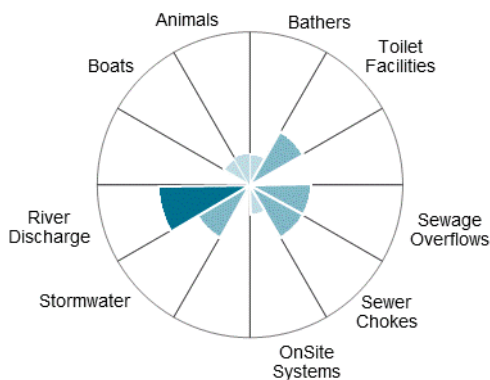 Animals
Bathers
Toilet
Facilities
Boats
River
Discharge
Sewage
Overflows
Stormwater
Sewer
Chokes
OnSite
Systems